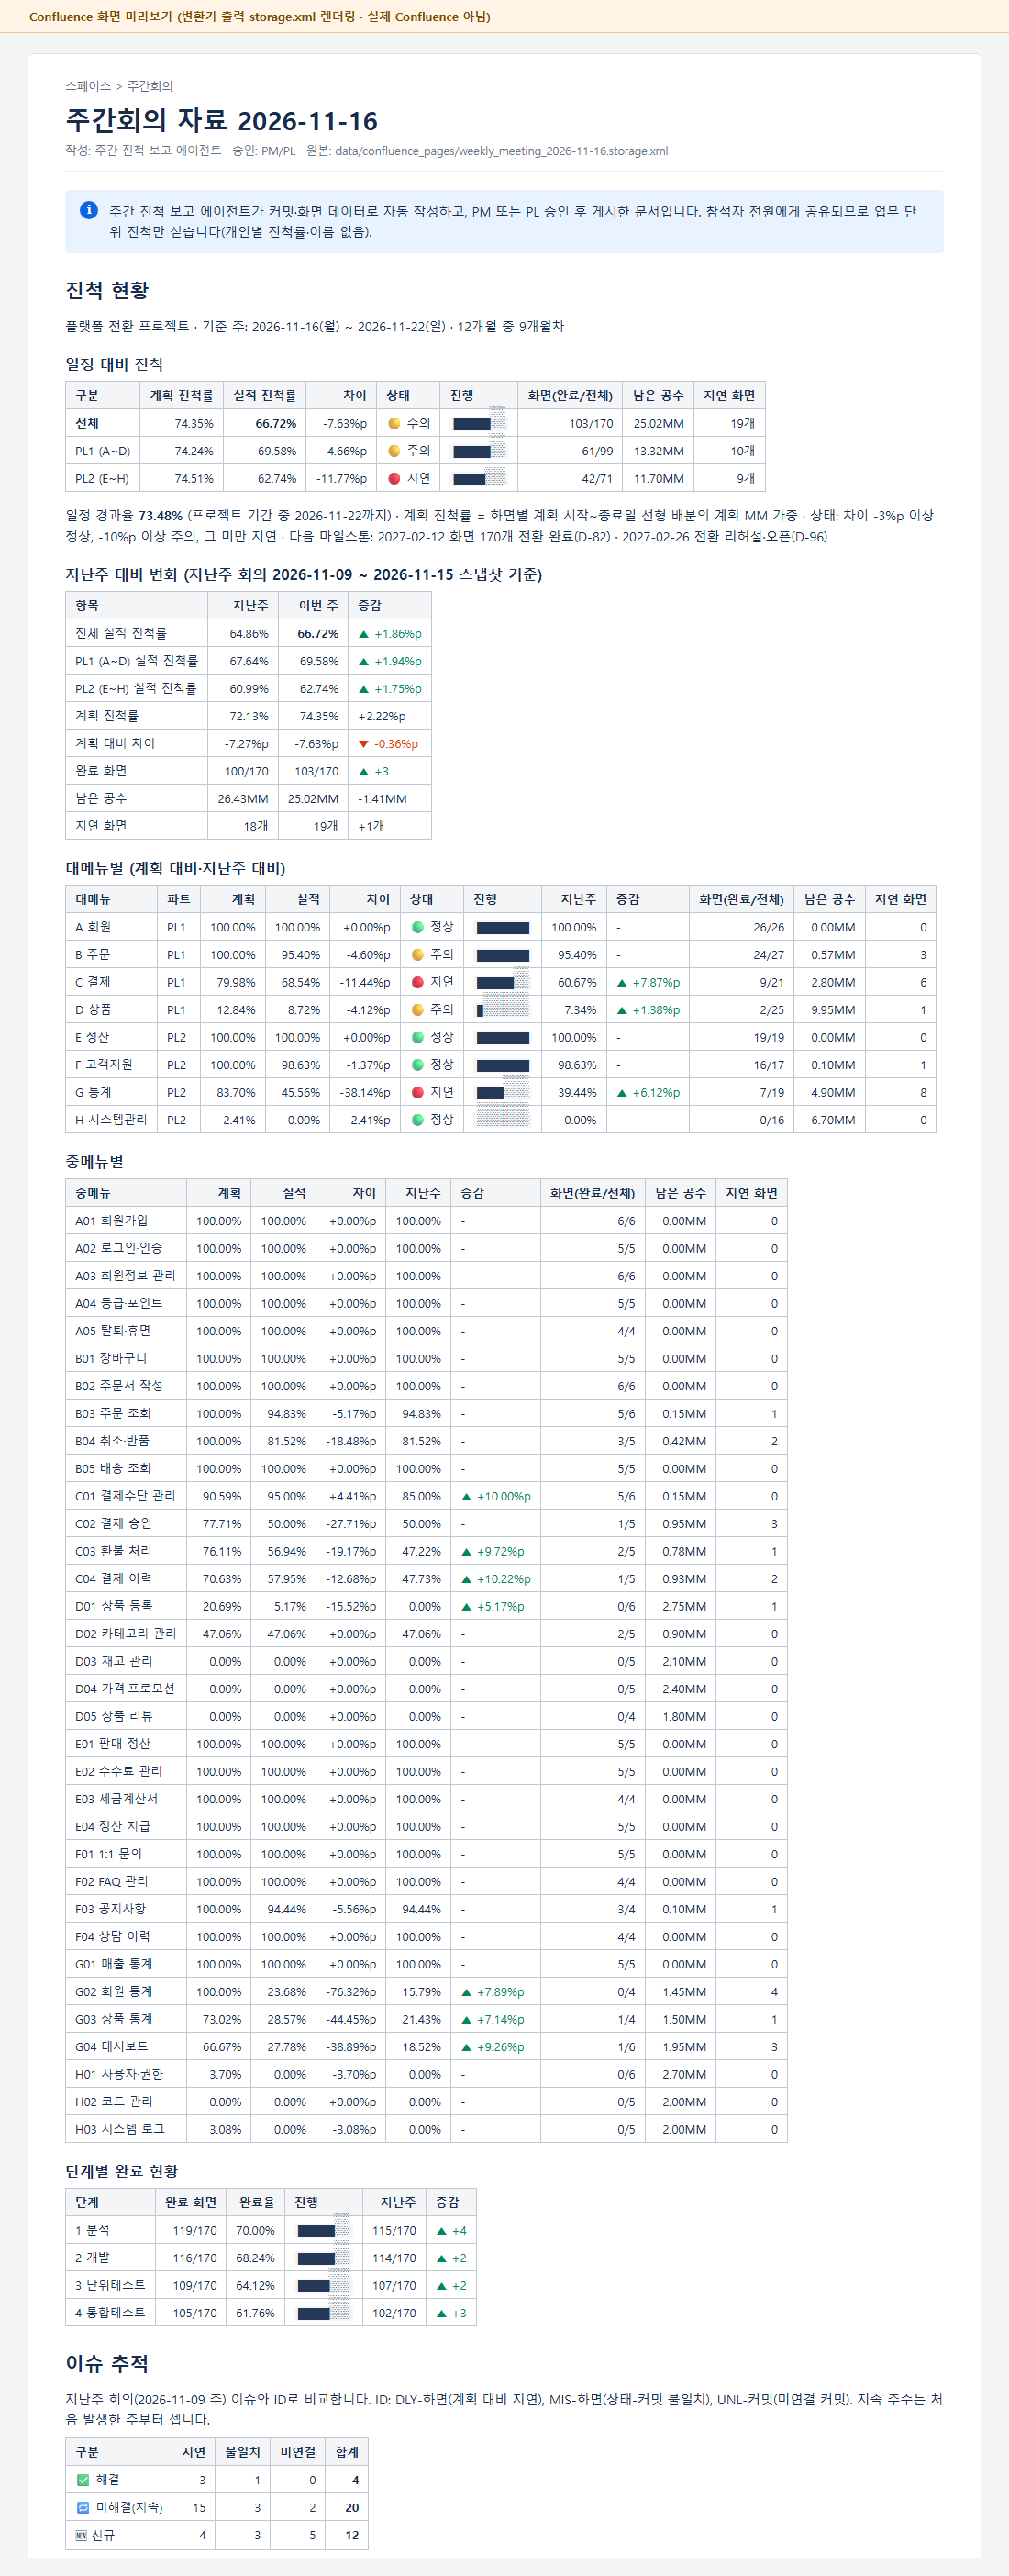 Confluence 화면 미리보기 (변환기 출력 storage.xml 렌더링 · 실제 Confluence 아님)
스페이스 > 주간회의
주간회의 자료 2026-11-16
작성: 주간 진척 보고 에이전트 · 승인: PM/PL · 원본: data/confluence_pages/weekly_meeting_2026-11-16.storage.xml
주간 진척 보고 에이전트가 커밋·화면 데이터로 자동 작성하고, PM 또는 PL 승인 후 게시한 문서입니다. 참석자 전원에게 공유되므로 업무 단
위 진척만 싣습니다(개인별 진척률·이름 없음).
진척 현황
플랫폼 전환 프로젝트 · 기준 주: 2026-11-16(월) ~ 2026-11-22(일) · 12개월 중 9개월차
일정 대비 진척
구분 계획 진척률 실적 진척률 차이 상태 진행 화면(완료/전체) 남은 공수 지연 화면
전체 74.35% 66.72% -7.63%p 주의 103/170 25.02MM 19개
PL1 (A~D) 74.24% 69.58% -4.66%p 주의 61/99 13.32MM 10개
PL2 (E~H) 74.51% 62.74% -11.77%p 지연 42/71 11.70MM 9개
일정 경과율 73.48% (프로젝트 기간 중 2026-11-22까지) · 계획 진척률 = 화면별 계획 시작~종료일 선형 배분의 계획 MM 가중 · 상태: 차이 -3%p 이상
정상, -10%p 이상 주의, 그 미만 지연 · 다음 마일스톤: 2027-02-12 화면 170개 전환 완료(D-82) · 2027-02-26 전환 리허설·오픈(D-96)
지난주 대비 변화 (지난주 회의 2026-11-09 ~ 2026-11-15 스냅샷 기준)
항목 지난주 이번 주 증감
전체 실적 진척률 64.86% 66.72% ▲ +1.86%p
PL1 (A~D) 실적 진척률 67.64% 69.58% ▲ +1.94%p
PL2 (E~H) 실적 진척률 60.99% 62.74% ▲ +1.75%p
계획 진척률 72.13% 74.35% +2.22%p
계획 대비 차이 -7.27%p -7.63%p ▼ -0.36%p
완료 화면 100/170 103/170 ▲ +3
남은 공수 26.43MM 25.02MM -1.41MM
지연 화면 18개 19개 +1개
대메뉴별 (계획 대비·지난주 대비)
대메뉴 파트 계획 실적 차이 상태 진행 지난주 증감 화면(완료/전체) 남은 공수 지연 화면
A 회원 PL1 100.00% 100.00% +0.00%p 정상 100.00% - 26/26 0.00MM 0
B 주문 PL1 100.00% 95.40% -4.60%p 주의 95.40% - 24/27 0.57MM 3
C 결제 PL1 79.98% 68.54% -11.44%p 지연 60.67% ▲ +7.87%p 9/21 2.80MM 6
D 상품 PL1 12.84% 8.72% -4.12%p 주의 7.34% ▲ +1.38%p 2/25 9.95MM 1
E 정산 PL2 100.00% 100.00% +0.00%p 정상 100.00% - 19/19 0.00MM 0
F 고객지원 PL2 100.00% 98.63% -1.37%p 정상 98.63% - 16/17 0.10MM 1
G 통계 PL2 83.70% 45.56% -38.14%p 지연 39.44% ▲ +6.12%p 7/19 4.90MM 8
H 시스템관리 PL2 2.41% 0.00% -2.41%p 정상 0.00% - 0/16 6.70MM 0
중메뉴별
중메뉴 계획 실적 차이 지난주 증감 화면(완료/전체) 남은 공수 지연 화면
A01 회원가입 100.00% 100.00% +0.00%p 100.00% - 6/6 0.00MM 0
A02 로그인·인증 100.00% 100.00% +0.00%p 100.00% - 5/5 0.00MM 0
A03 회원정보 관리 100.00% 100.00% +0.00%p 100.00% - 6/6 0.00MM 0
A04 등급·포인트 100.00% 100.00% +0.00%p 100.00% - 5/5 0.00MM 0
A05 탈퇴·휴면 100.00% 100.00% +0.00%p 100.00% - 4/4 0.00MM 0
B01 장바구니 100.00% 100.00% +0.00%p 100.00% - 5/5 0.00MM 0
B02 주문서 작성 100.00% 100.00% +0.00%p 100.00% - 6/6 0.00MM 0
B03 주문 조회 100.00% 94.83% -5.17%p 94.83% - 5/6 0.15MM 1
B04 취소·반품 100.00% 81.52% -18.48%p 81.52% - 3/5 0.42MM 2
B05 배송 조회 100.00% 100.00% +0.00%p 100.00% - 5/5 0.00MM 0
C01 결제수단 관리 90.59% 95.00% +4.41%p 85.00% ▲ +10.00%p 5/6 0.15MM 0
C02 결제 승인 77.71% 50.00% -27.71%p 50.00% - 1/5 0.95MM 3
C03 환불 처리 76.11% 56.94% -19.17%p 47.22% ▲ +9.72%p 2/5 0.78MM 1
C04 결제 이력 70.63% 57.95% -12.68%p 47.73% ▲ +10.22%p 1/5 0.93MM 2
D01 상품 등록 20.69% 5.17% -15.52%p 0.00% ▲ +5.17%p 0/6 2.75MM 1
D02 카테고리 관리 47.06% 47.06% +0.00%p 47.06% - 2/5 0.90MM 0
D03 재고 관리 0.00% 0.00% +0.00%p 0.00% - 0/5 2.10MM 0
D04 가격·프로모션 0.00% 0.00% +0.00%p 0.00% - 0/5 2.40MM 0
D05 상품 리뷰 0.00% 0.00% +0.00%p 0.00% - 0/4 1.80MM 0
E01 판매 정산 100.00% 100.00% +0.00%p 100.00% - 5/5 0.00MM 0
E02 수수료 관리 100.00% 100.00% +0.00%p 100.00% - 5/5 0.00MM 0
E03 세금계산서 100.00% 100.00% +0.00%p 100.00% - 4/4 0.00MM 0
E04 정산 지급 100.00% 100.00% +0.00%p 100.00% - 5/5 0.00MM 0
F01 1:1 문의 100.00% 100.00% +0.00%p 100.00% - 5/5 0.00MM 0
F02 FAQ 관리 100.00% 100.00% +0.00%p 100.00% - 4/4 0.00MM 0
F03 공지사항 100.00% 94.44% -5.56%p 94.44% - 3/4 0.10MM 1
F04 상담 이력 100.00% 100.00% +0.00%p 100.00% - 4/4 0.00MM 0
G01 매출 통계 100.00% 100.00% +0.00%p 100.00% - 5/5 0.00MM 0
G02 회원 통계 100.00% 23.68% -76.32%p 15.79% ▲ +7.89%p 0/4 1.45MM 4
G03 상품 통계 73.02% 28.57% -44.45%p 21.43% ▲ +7.14%p 1/4 1.50MM 1
G04 대시보드 66.67% 27.78% -38.89%p 18.52% ▲ +9.26%p 1/6 1.95MM 3
H01 사용자·권한 3.70% 0.00% -3.70%p 0.00% - 0/6 2.70MM 0
H02 코드 관리 0.00% 0.00% +0.00%p 0.00% - 0/5 2.00MM 0
H03 시스템 로그 3.08% 0.00% -3.08%p 0.00% - 0/5 2.00MM 0
단계별 완료 현황
단계 완료 화면 완료율 진행 지난주 증감
1 분석 119/170 70.00% 115/170 ▲ +4
2 개발 116/170 68.24% 114/170 ▲ +2
3 단위테스트 109/170 64.12% 107/170 ▲ +2
4 통합테스트 105/170 61.76% 102/170 ▲ +3
이슈 추적
지난주 회의(2026-11-09 주) 이슈와 ID로 비교합니다. ID: DLY-화면(계획 대비 지연), MIS-화면(상태-커밋 불일치), UNL-커밋(미연결 커밋). 지속 주수는 처
음 발생한 주부터 셉니다.
구분 지연 불일치 미연결 합계
해결 3 1 0 4
미해결(지속) 15 3 2 20
신규 4 3 5 12